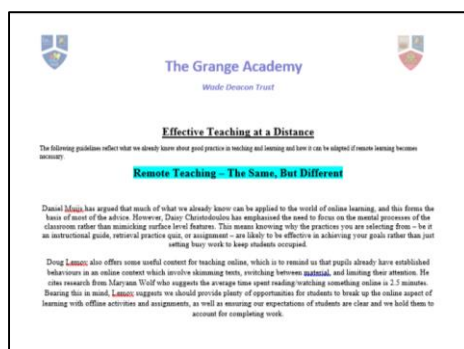 The Grange Academy
Wade Deacon Trust
Effective Teaching at a Distance
The following guidelines reflect what we already know about good practice in teaching and learning and how it can be adapted if remote learning becomes
necessary.
Remote Teaching – The Same, But Different
Daniel Muijs has argued that much of what we already know can be applied to the world of online learning, and this forms the
basis of most of the advice. However, Daisy Christodoulou has emphasised the need to focus on the mental processes of the
classroom rather than mimicking surface level features. This means knowing why the practices you are selecting from – be it
an instructional guide, retrieval practice quiz, or assignment – are likely to be effective in achieving your goals rather than just
setting busy work to keep students occupied.
Doug Lemov also offers some useful content for teaching online, which is to remind us that pupils already have established
behaviours in an online context which involve skimming texts, switching between material, and limiting their attention. He
cites research from Maryann Wolf who suggests the average time spent reading/watching something online is 2.5 minutes.
Bearing this in mind, Lemov suggests we should provide plenty of opportunities for students to break up the online aspect of
learning with offline activities and assignments, as well as ensuring our expectations of students are clear and we hold them to
account for completing work.